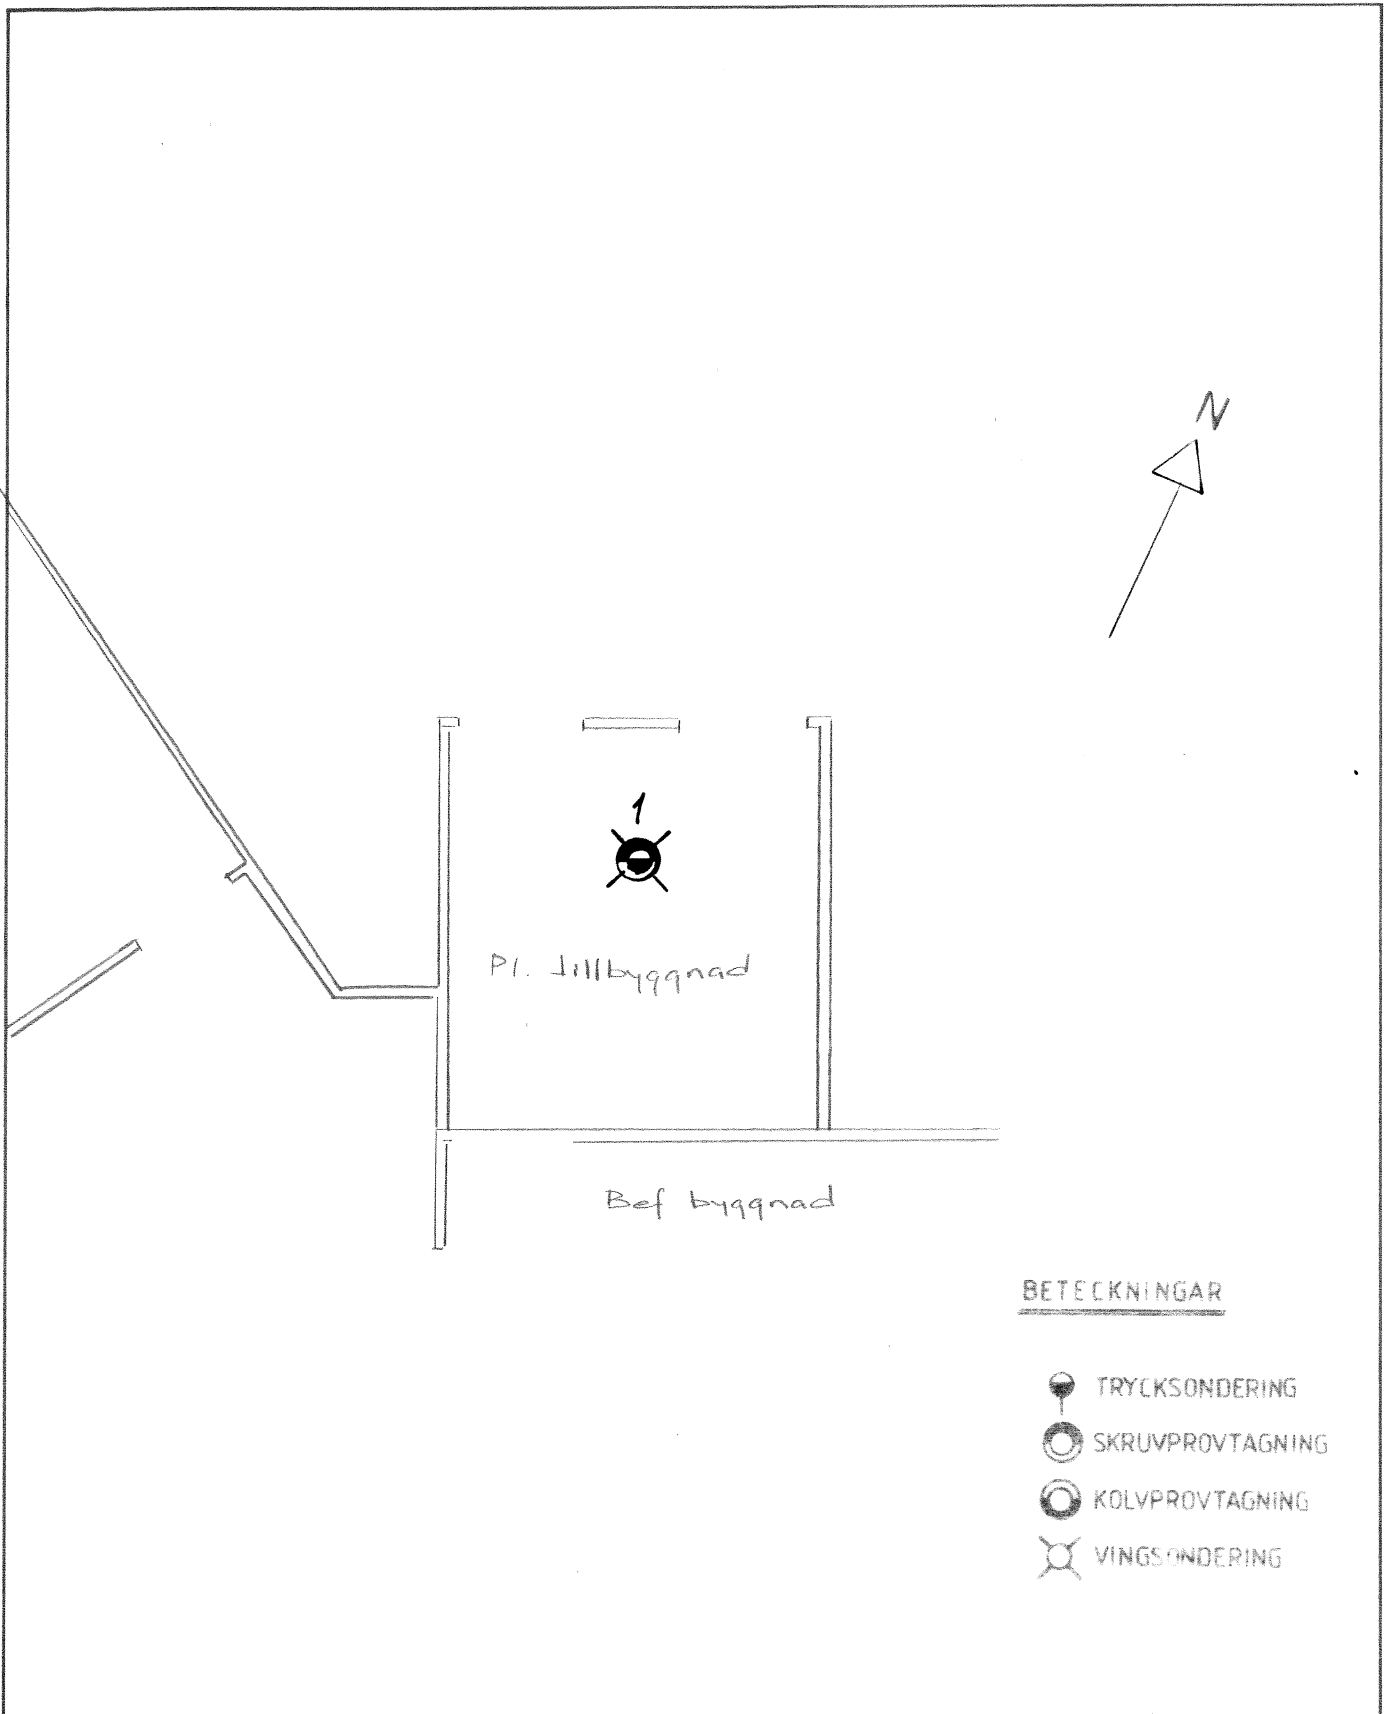 N
1
Pl. tillbyggnad
Bef byggnad
BETECKNINGAR
TRYCKSONDERING
SKRUVPROVTAGNING
KOLVPROVTAGNING
VINGSONDERING